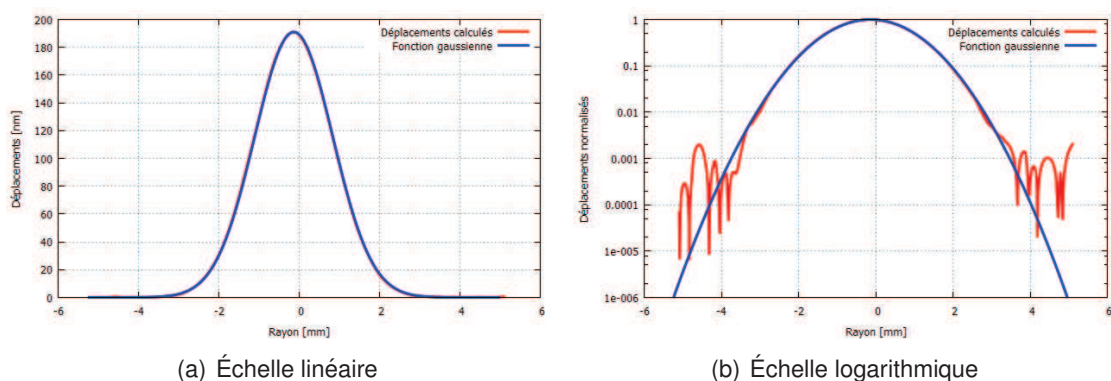 Déplacements [nm]
200
180
160
140
120
100
80
60
40
20
0
-6
-4
-2
0
2
4
6
Rayon [mm]
Déplacements calculés
Fonction gaussienne
(a) Échelle linéaire
Déplacements normalisés
1
0.1
0.01
0.001
0.0001
1e-005
1e-006
-6
-4
-2
0
2
4
6
Rayon [mm]
Déplacements calculés
Fonction gaussienne
(b) Échelle logarithmique